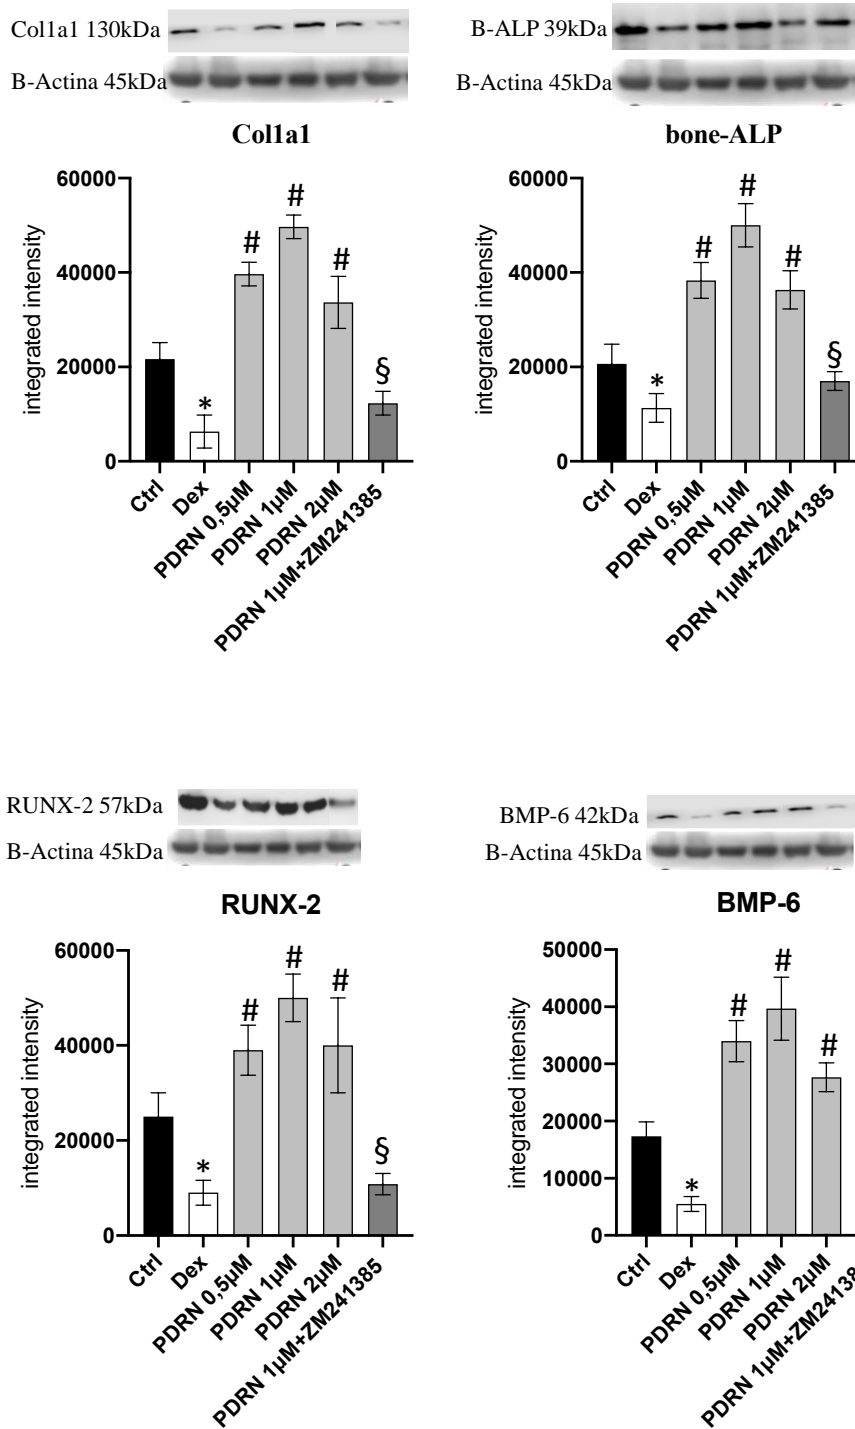 Col1a1 130kDa
B-Actina 45kDa
Col1a1
60000
40000
20000
0
integrated intensity
*
#
#
#
§
Ctrl
Dex
PDRN 0,5µM
PDRN 1µM
PDRN 2µM
PDRN 1µM+ZM241385
B-ALP 39kDa
B-Actina 45kDa
bone-ALP
60000
40000
20000
0
integrated intensity
*
#
#
#
§
Ctrl
Dex
PDRN 0,5µM
PDRN 1µM
PDRN 2µM
PDRN 1µM+ZM241385
RUNX-2 57kDa
B-Actina 45kDa
RUNX-2
60000
40000
20000
0
integrated intensity
*
#
#
#
§
Ctrl
Dex
PDRN 0,5µM
PDRN 1µM
PDRN 2µM
PDRN 1µM+ZM241385
BMP-6 42kDa
B-Actina 45kDa
BMP-6
50000
40000
30000
20000
10000
0
integrated intensity
*
#
#
#
Ctrl
Dex
PDRN 0,5µM
PDRN 1µM
PDRN 2µM
PDRN 1µM+ZM24138